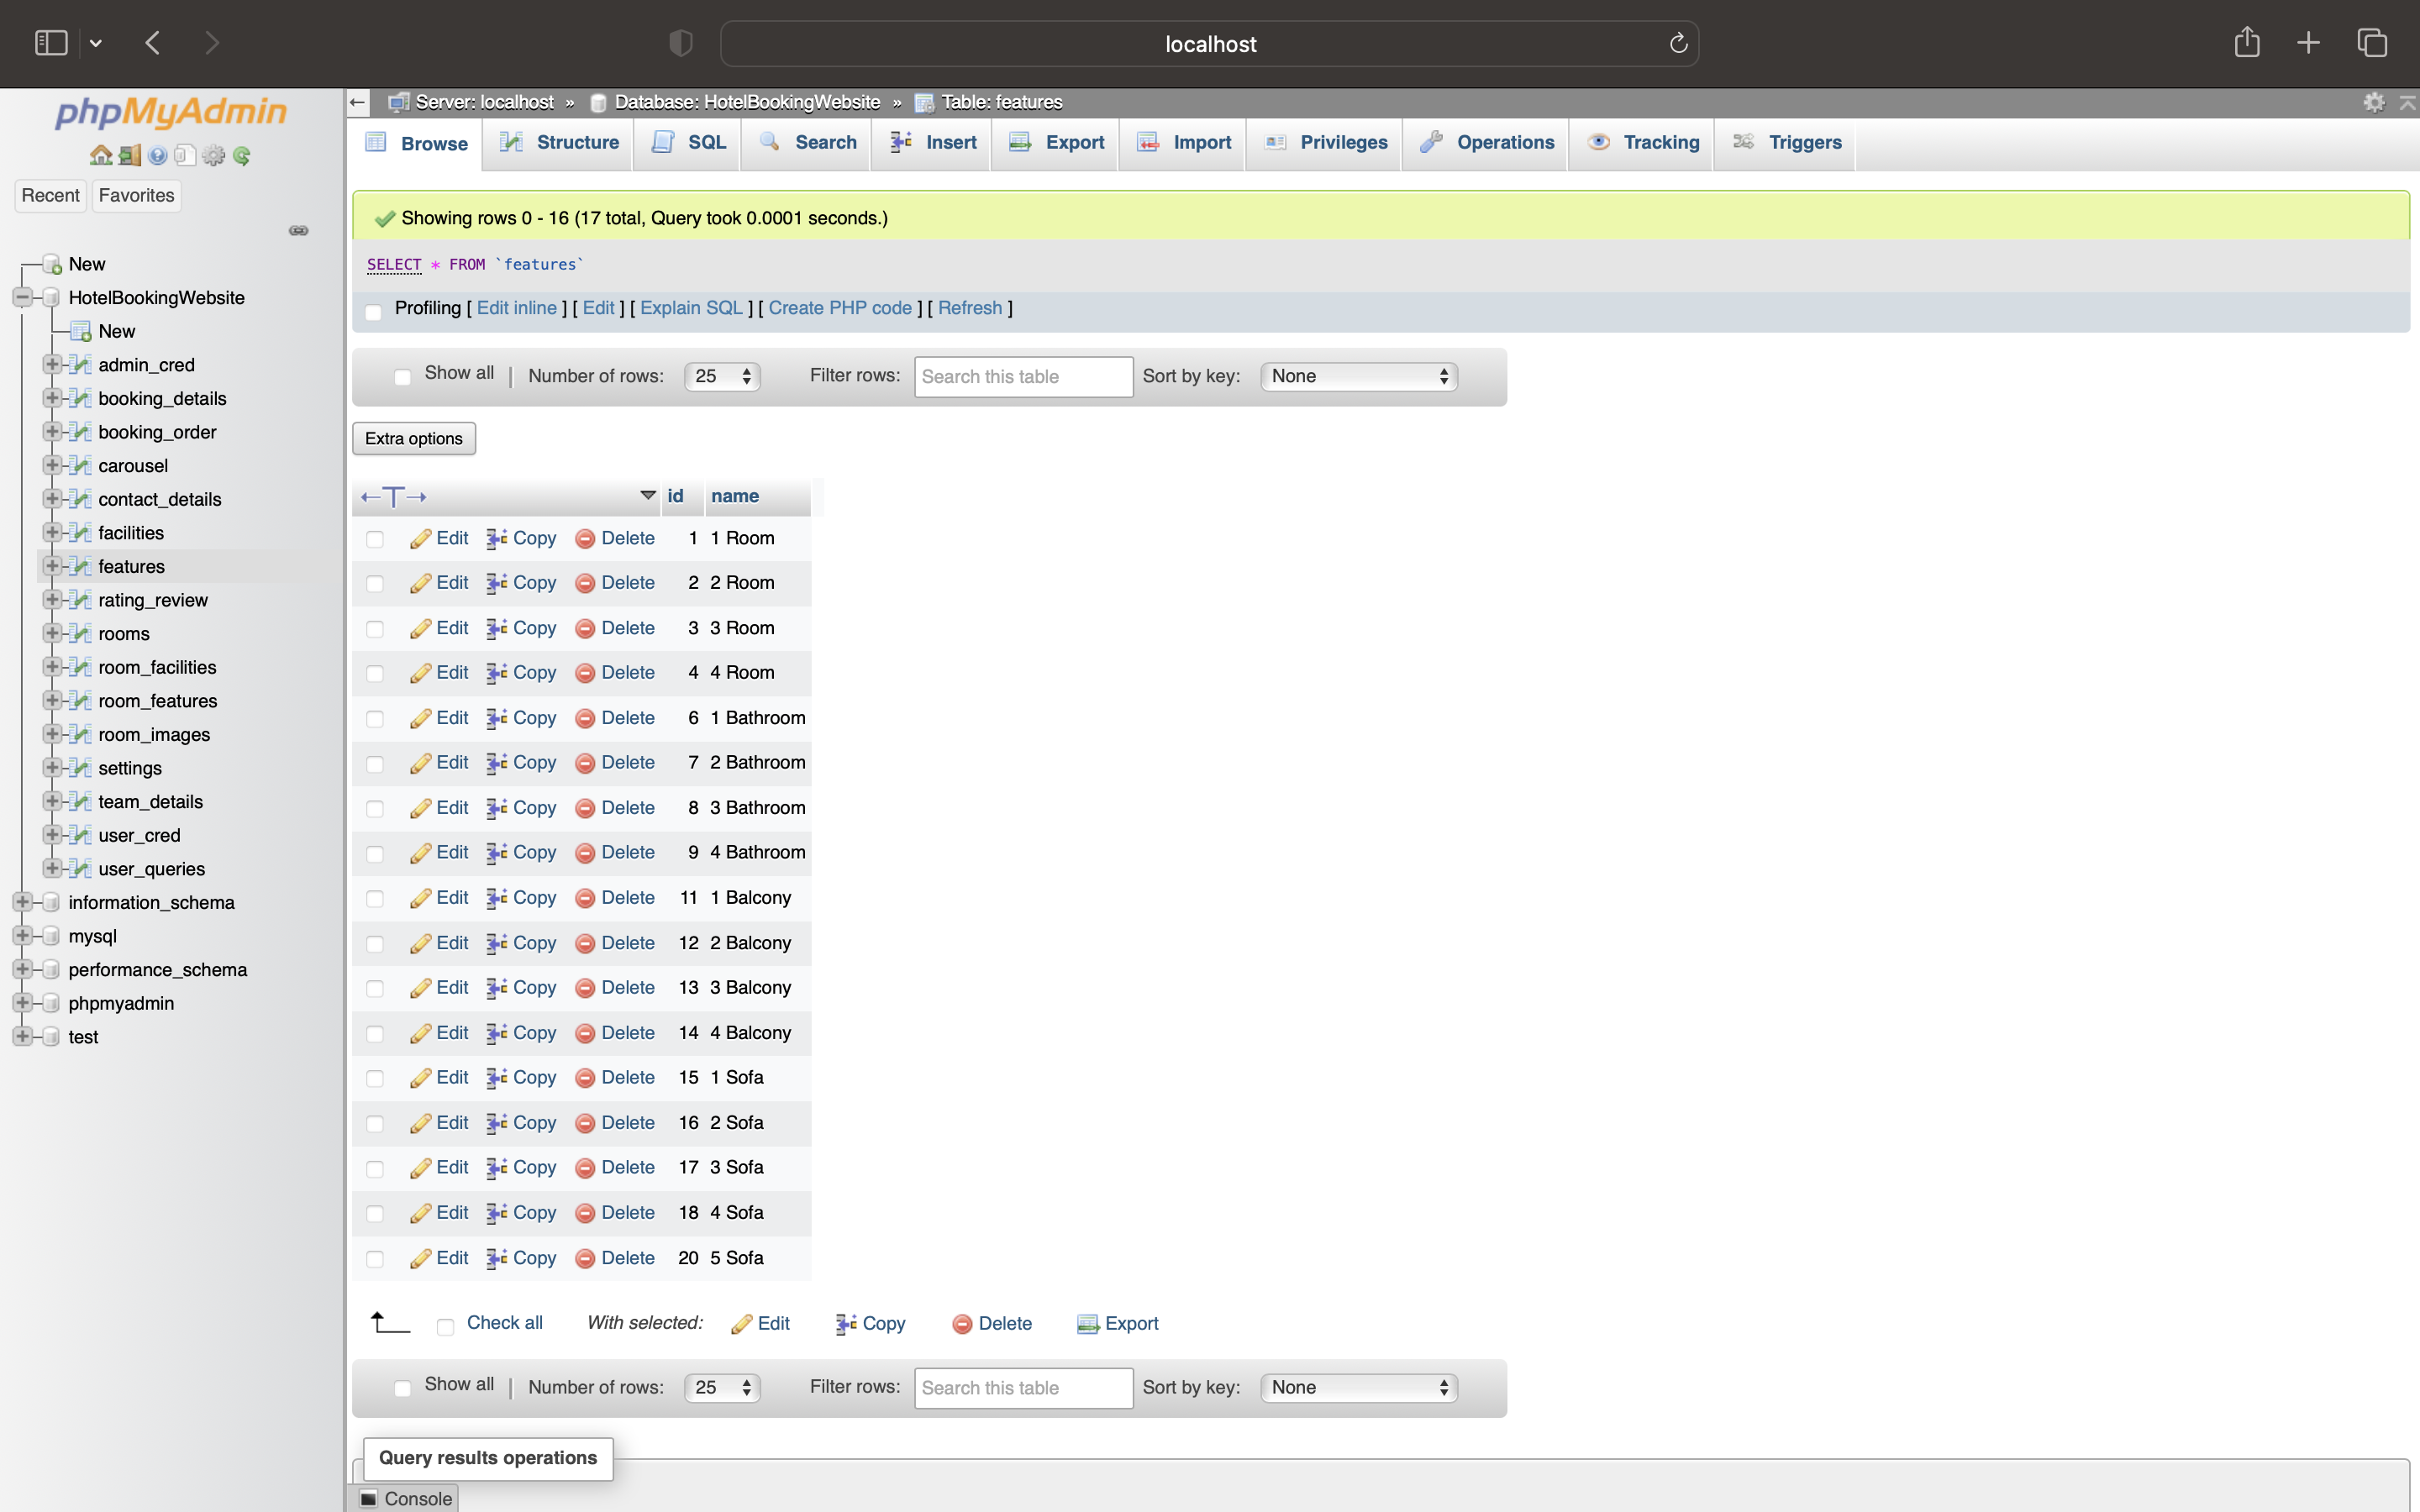 localhost
phpMyAdmin
Recent Favorites
New
HotelBookingWebsite
New
admin_cred
booking_details
booking_order
carousel
contact_details
facilities
features
rating_review
rooms
room_facilities
room_features
room_images
settings
team_details
user_cred
user_queries
information_schema
mysql
performance_schema
phpmyadmin
test
Server: localhost » Database: HotelBookingWebsite » Table: features
Browse Structure SQL Search Insert Export Import Privileges Operations Tracking Triggers
Showing rows 0 - 16 (17 total, Query took 0.0001 seconds.)
SELECT * FROM `features`
Profiling [ Edit inline ] [ Edit ] [ Explain SQL ] [ Create PHP code ] [ Refresh ]
Show all | Number of rows: 25 Filter rows: Search this table Sort by key: None
Extra options
←T→ id name
Edit Copy Delete 1 1 Room
Edit Copy Delete 2 2 Room
Edit Copy Delete 3 3 Room
Edit Copy Delete 4 4 Room
Edit Copy Delete 6 1 Bathroom
Edit Copy Delete 7 2 Bathroom
Edit Copy Delete 8 3 Bathroom
Edit Copy Delete 9 4 Bathroom
Edit Copy Delete 11 1 Balcony
Edit Copy Delete 12 2 Balcony
Edit Copy Delete 13 3 Balcony
Edit Copy Delete 14 4 Balcony
Edit Copy Delete 15 1 Sofa
Edit Copy Delete 16 2 Sofa
Edit Copy Delete 17 3 Sofa
Edit Copy Delete 18 4 Sofa
Edit Copy Delete 20 5 Sofa
Check all With selected: Edit Copy Delete Export
Show all | Number of rows: 25 Filter rows: Search this table Sort by key: None
Query results operations
Console